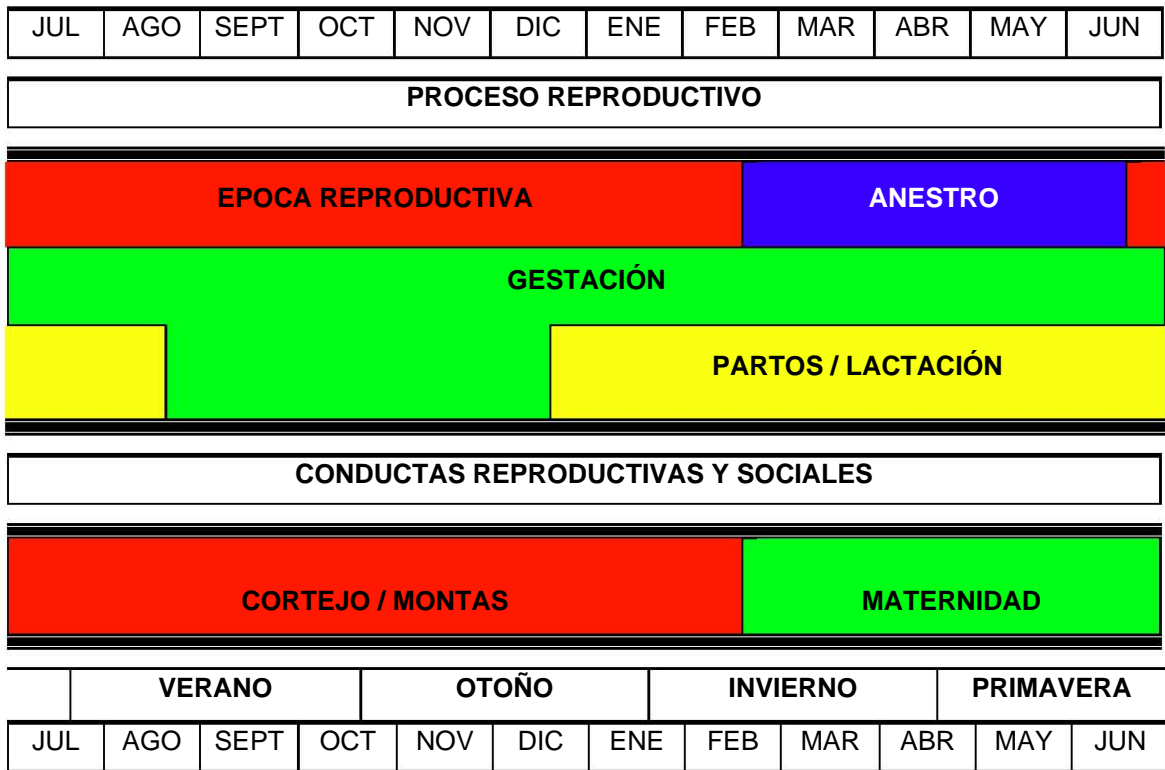 JUL AGO SEPT OCT NOV DIC ENE FEB MAR ABR MAY JUN
PROCESO REPRODUCTIVO
EPOCA REPRODUCTIVA ANESTRO
GESTACIÓN
PARTOS / LACTACIÓN
CONDUCTAS REPRODUCTIVAS Y SOCIALES
CORTEJO / MONTAS MATERNIDAD
VERANO OTOÑO INVIERNO PRIMAVERA
JUL AGO SEPT OCT NOV DIC ENE FEB MAR ABR MAY JUN